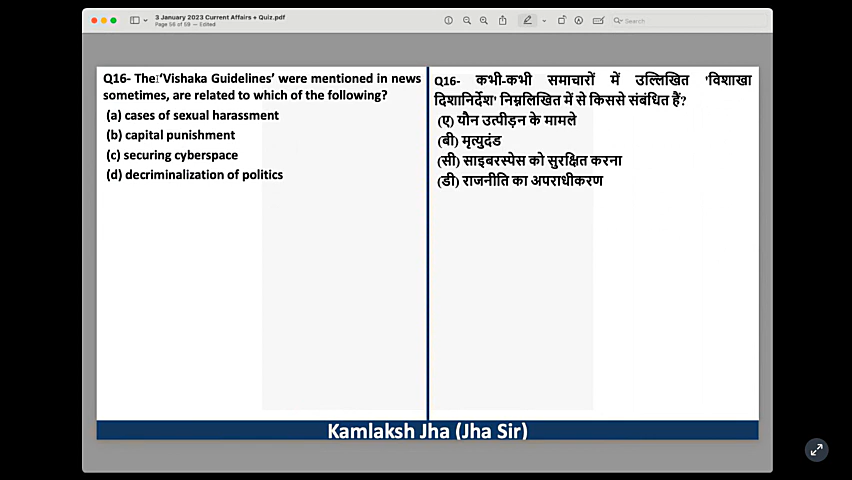 3 January 2023 Current Affairs + Quiz.pdf
Page 56 of 59 — Edited
Search
Q16- The 'Vishaka Guidelines' were mentioned in news
sometimes, are related to which of the following?
(a) cases of sexual harassment
(b) capital punishment
(c) securing cyberspace
(d) decriminalization of politics
Q16- कभी-कभी समाचारों में उल्लिखित 'विशाखा
दिशानिर्देश' निम्नलिखित में से किससे संबंधित हैं?
(ए) यौन उत्पीड़न के मामले
(बी) मृत्युदंड
(सी) साइबरस्पेस को सुरक्षित करना
(डी) राजनीति का अपराधीकरण
Kamlaksh Jha (Jha Sir)